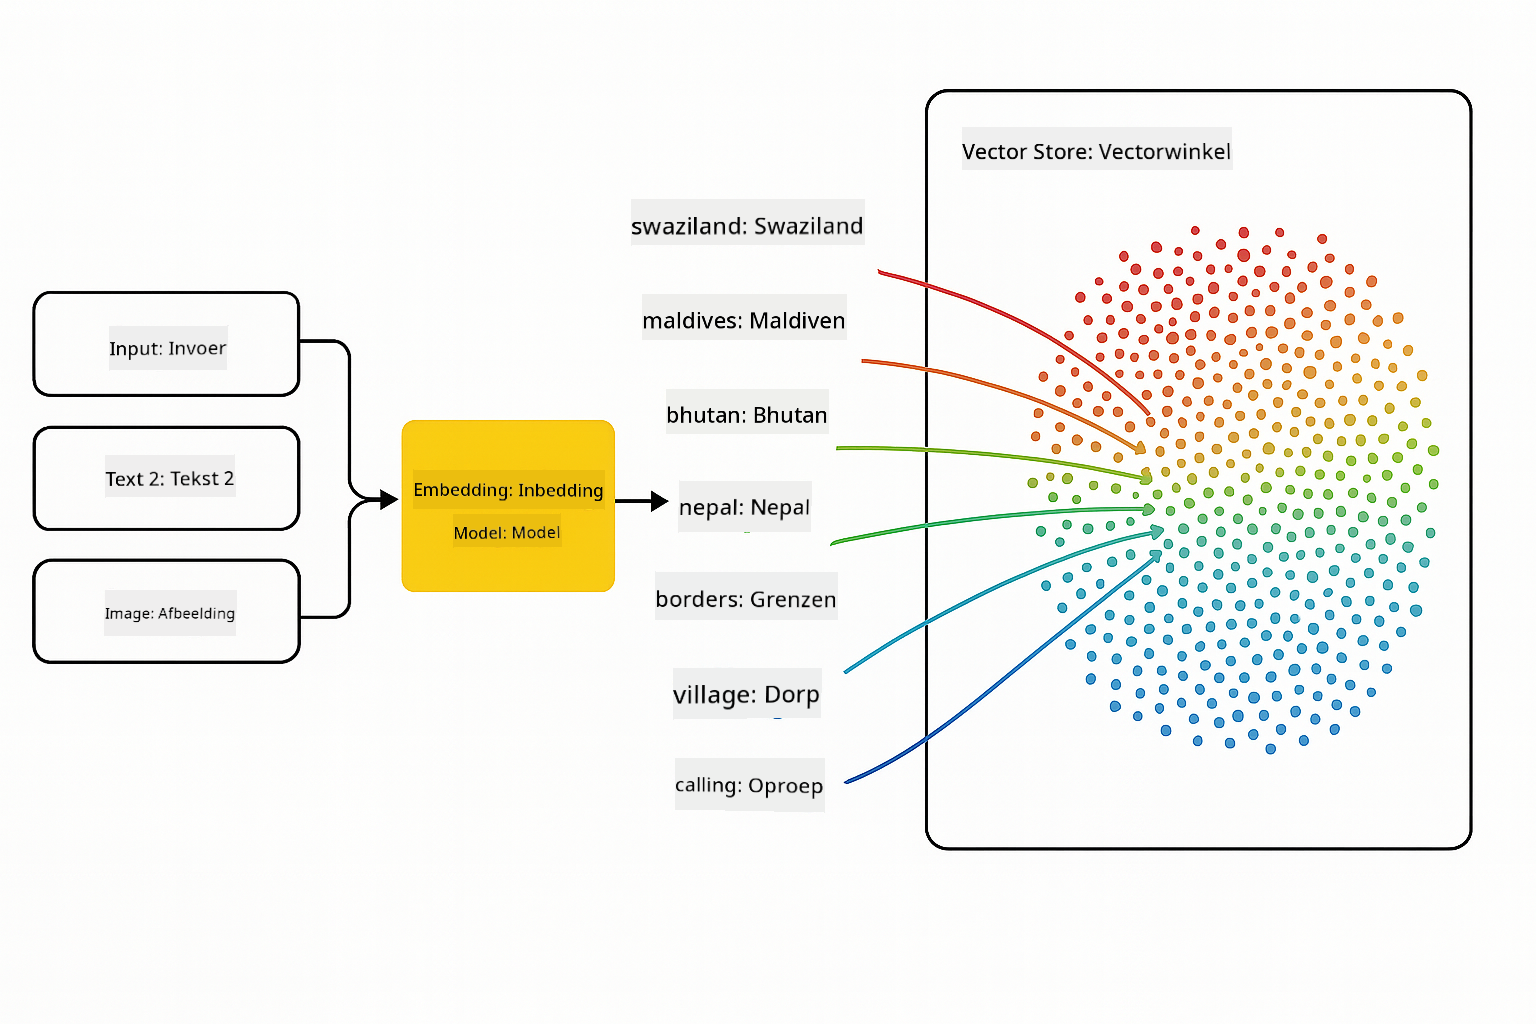 Input: Invoer
Text 2: Tekst 2
Image: Afbeelding
Embedding: Inbedding
Model: Model
swaziland: Swaziland
maldives: Maldiven
bhutan: Bhutan
nepal: Nepal
borders: Grenzen
village: Dorp
calling: Oproep
Vector Store: Vectorwinkel